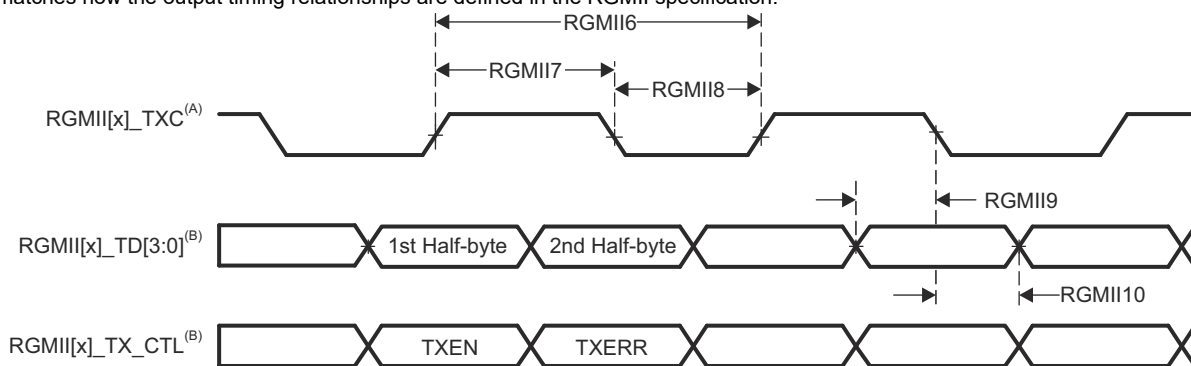 matches how the output timing relationships are defined in the RGMII specification.
RGMII6
RGMII7
RGMII8
RGMII[x]_TXC(A)
RGMII9
RGMII[x]_TD[3:0](B)
1st Half-byte
2nd Half-byte
RGMII10
RGMII[x]_TX_CTL(B)
TXEN
TXERR